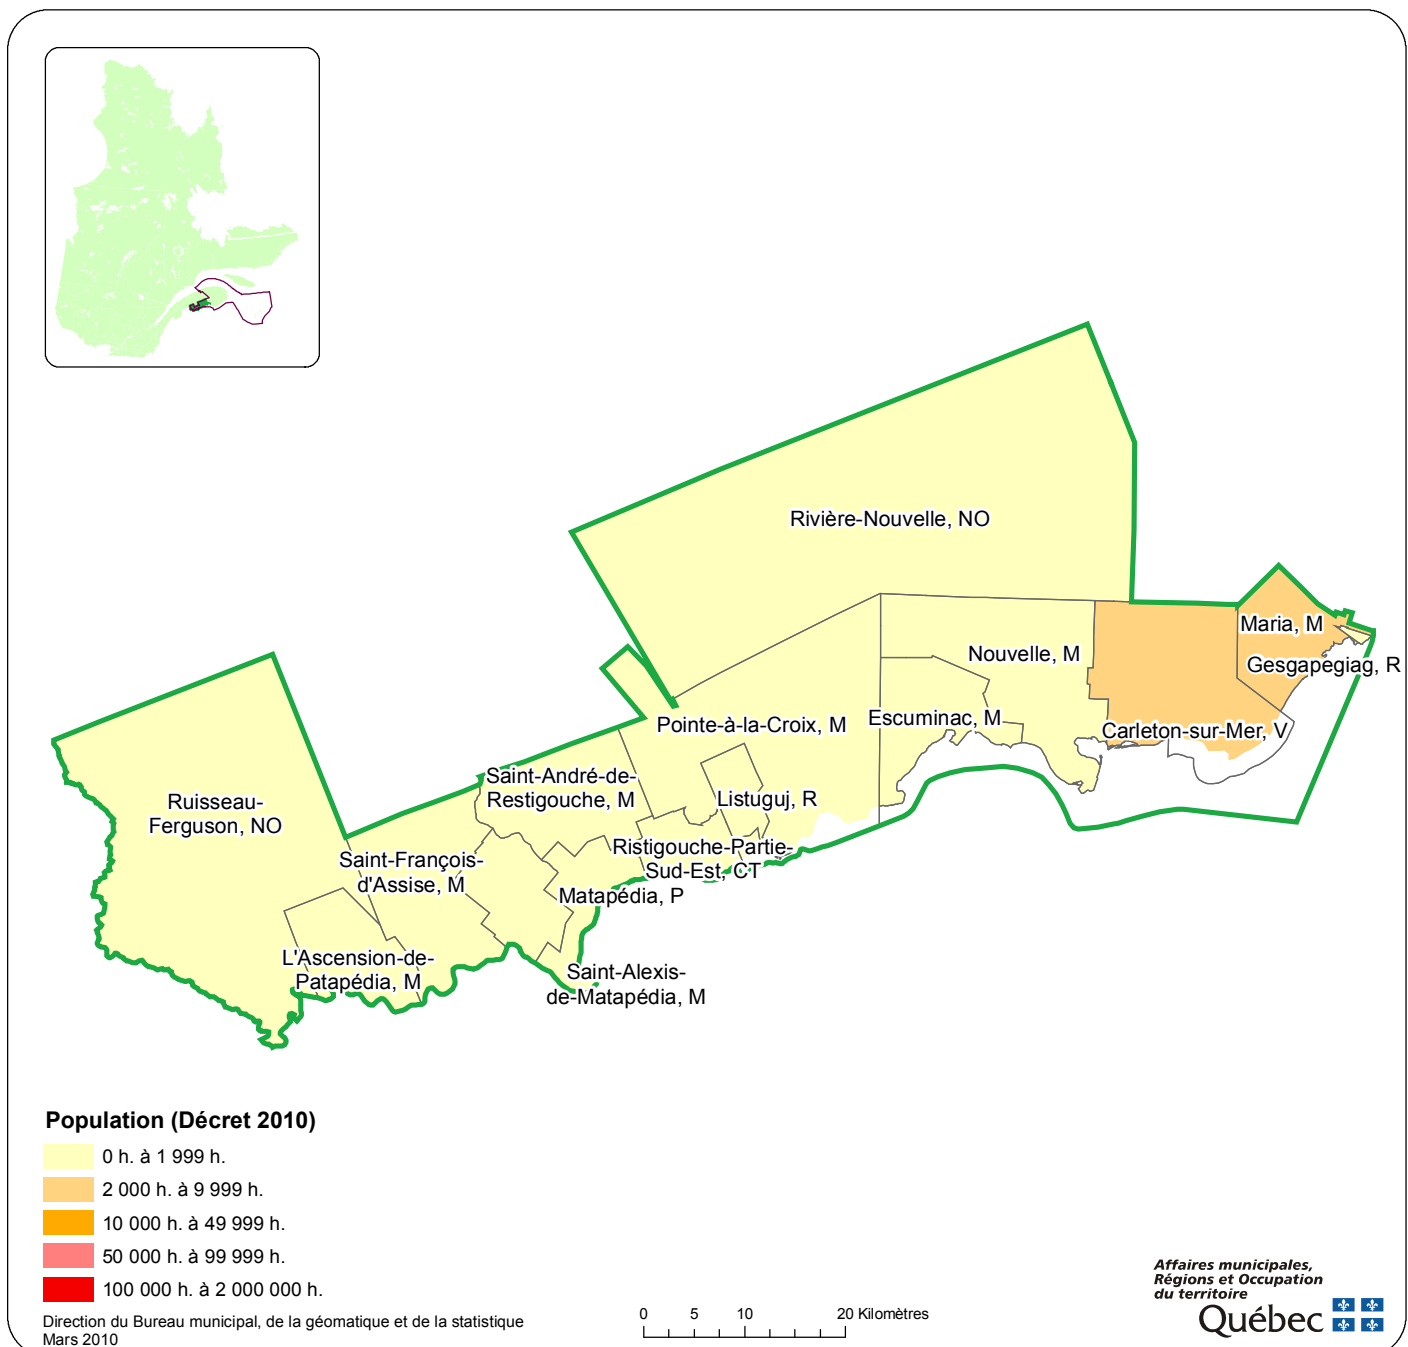 Rivière-Nouvelle, NO
Maria, M
Nouvelle, M
Gesgapegiag, R
Escuminac, M
Pointe-à-la-Croix, M
Carleton-sur-Mer, V
Saint-André-de-
Restigouche, M
Listuguj, R
Ruisseau-
Ferguson, NO
Ristigouche-Partie-
Sud-Est, CT
Saint-François-
d'Assise, M
Matapédia, P
L'Ascension-de-
Patapédia, M
Saint-Alexis-
de-Matapédia, M
Population (Décret 2010)
0 h. à 1 999 h.
2 000 h. à 9 999 h.
10 000 h. à 49 999 h.
50 000 h. à 99 999 h.
100 000 h. à 2 000 000 h.
Direction du Bureau municipal, de la géomatique et de la statistique
Mars 2010
0 5 10 20 Kilomètres
Affaires municipales,
Régions et Occupation
du territoire
Québec